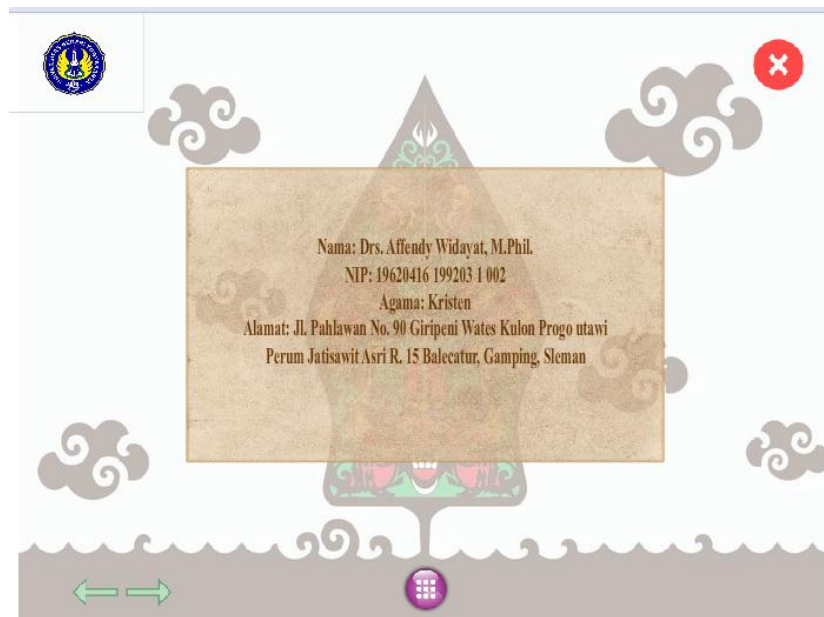 Nama: Drs. Affendy Widayat, M.Phil.
NIP: 19620416 199203 1 002
Agama: Kristen
Alamat: Jl. Pahlawan No. 90 Giripeni Wates Kulon Progo utawi
Perum Jatisawit Asri R. 15 Balecatur, Gamping, Sleman